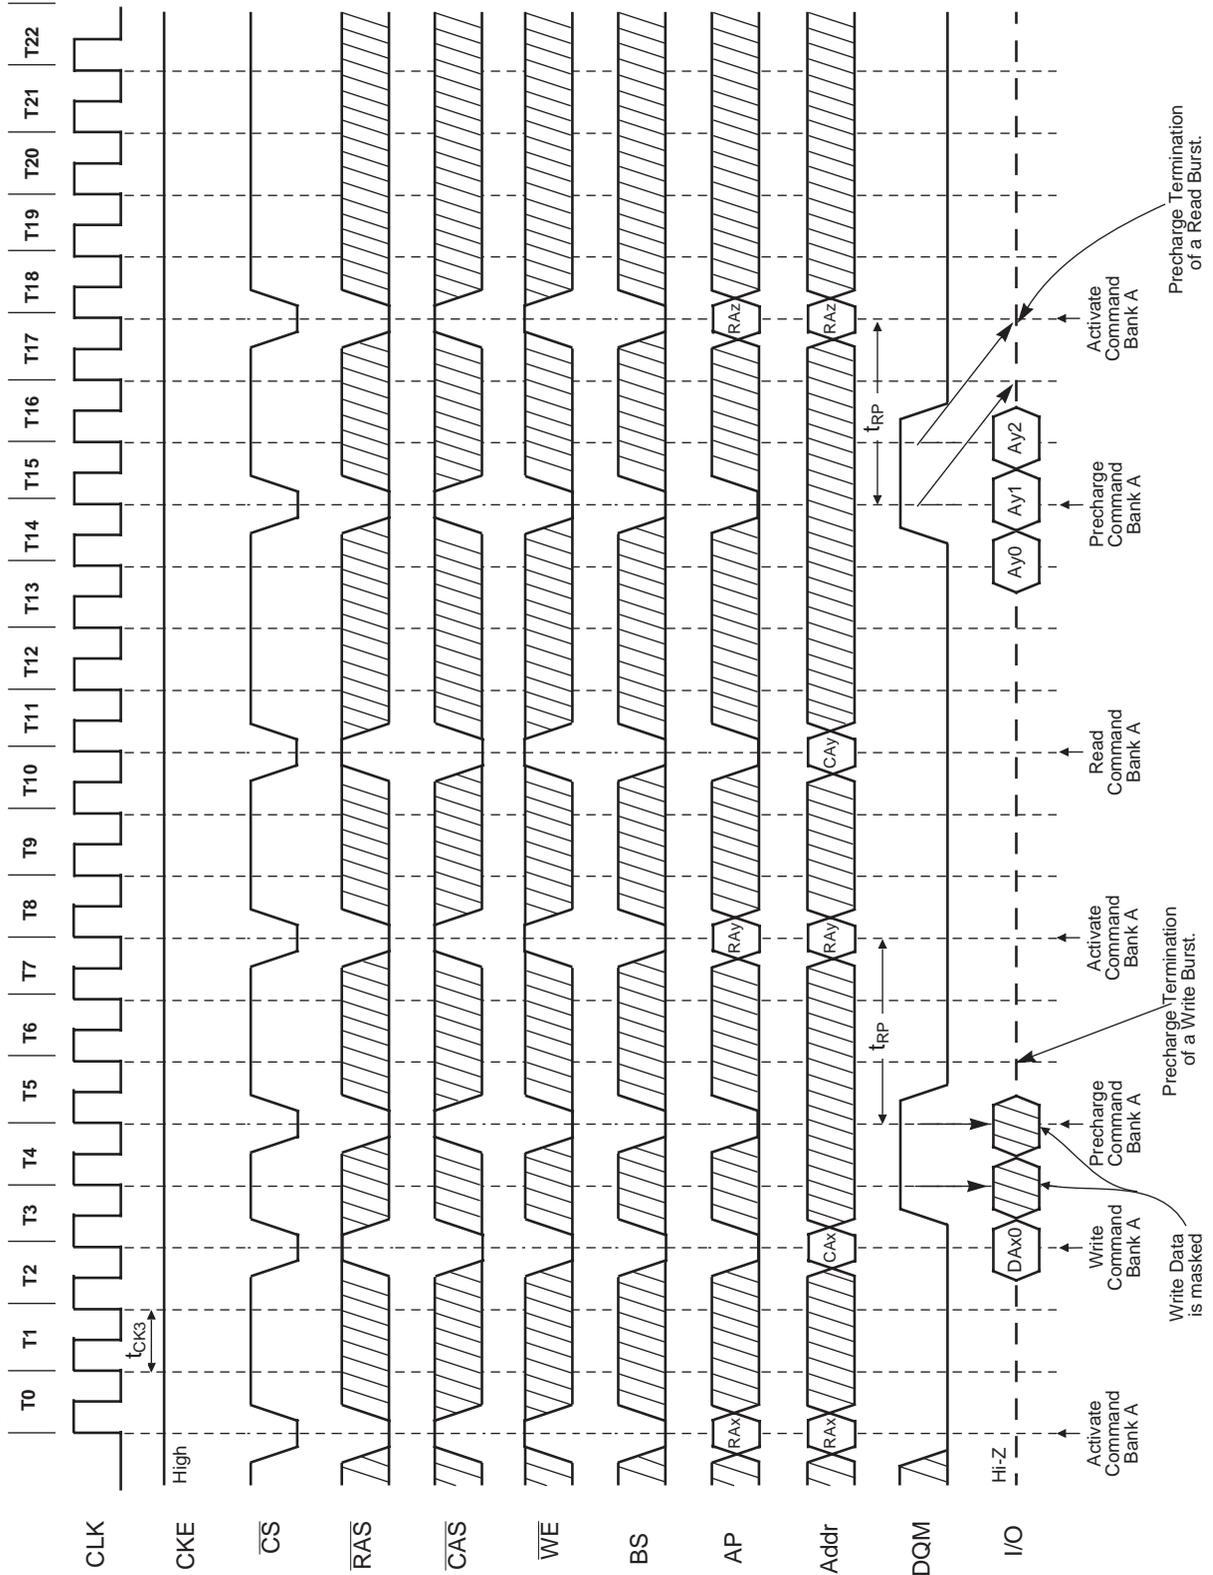 T0 T1 T2 T3 T4 T5 T6 T7 T8 T9 T10 T11 T12 T13 T14 T15 T16 T17 T18 T19 T20 T21 T22
CLK
tCK3
CKE
High
CS
RAS
CAS
WE
BS
AP
RAx RAy RAz
Addr
RAx CAx RAy CAy RAz
tRP tRP
DQM
I/O
Hi-Z
DAx0 Ay0 Ay1 Ay2
Activate
Command
Bank A
Write
Command
Bank A
Precharge
Command
Bank A
Activate
Command
Bank A
Read
Command
Bank A
Precharge
Command
Bank A
Activate
Command
Bank A
Write Data
is masked
Precharge Termination
of a Write Burst.
Precharge Termination
of a Read Burst.